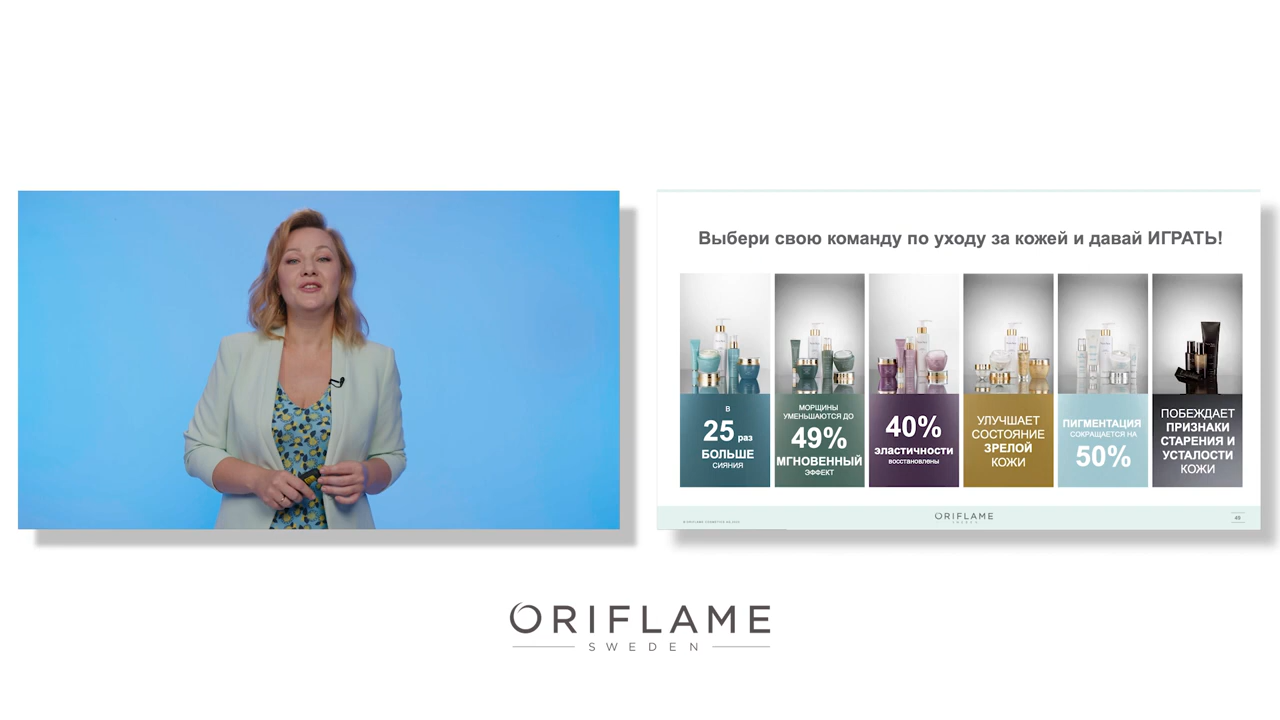 Выбери свою команду по уходу за кожей и давай ИГРАТЬ!
В
25 раз
БОЛЬШЕ
СИЯНИЯ
МОРЩИНЫ
УМЕНЬШАЮТСЯ ДО
49%
МГНОВЕННЫЙ
ЭФФЕКТ
40%
эластичности
восстановлены
УЛУЧШАЕТ
СОСТОЯНИЕ
ЗРЕЛОЙ
КОЖИ
ПИГМЕНТАЦИЯ
СОКРАЩАЕТСЯ НА
50%
ПОБЕЖДАЕТ
ПРИЗНАКИ
СТАРЕНИЯ И
УСТАЛОСТИ
КОЖИ
ORIFLAME
SWEDEN
49
ORIFLAME
SWEDEN